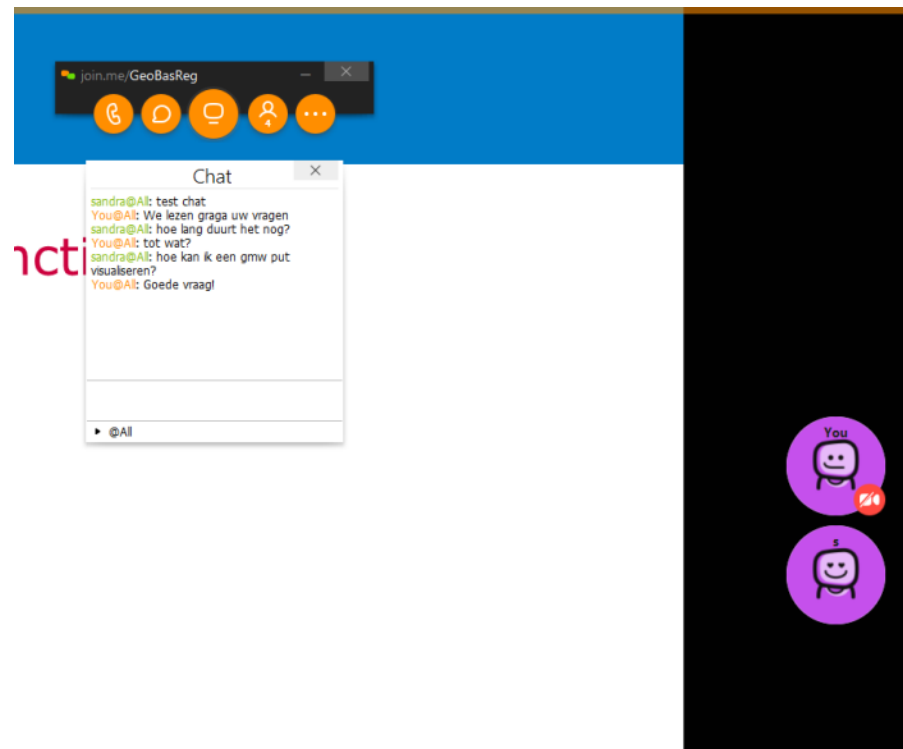 join.me/GeoBasReg
4
Chat
sandra@All: test chat
You@All: We lezen graga uw vragen
sandra@All: hoe lang duurt het nog?
You@All: tot wat?
sandra@All: hoe kan ik een gmw put
visualiseren?
You@All: Goede vraag!
ncti
@All
You
s